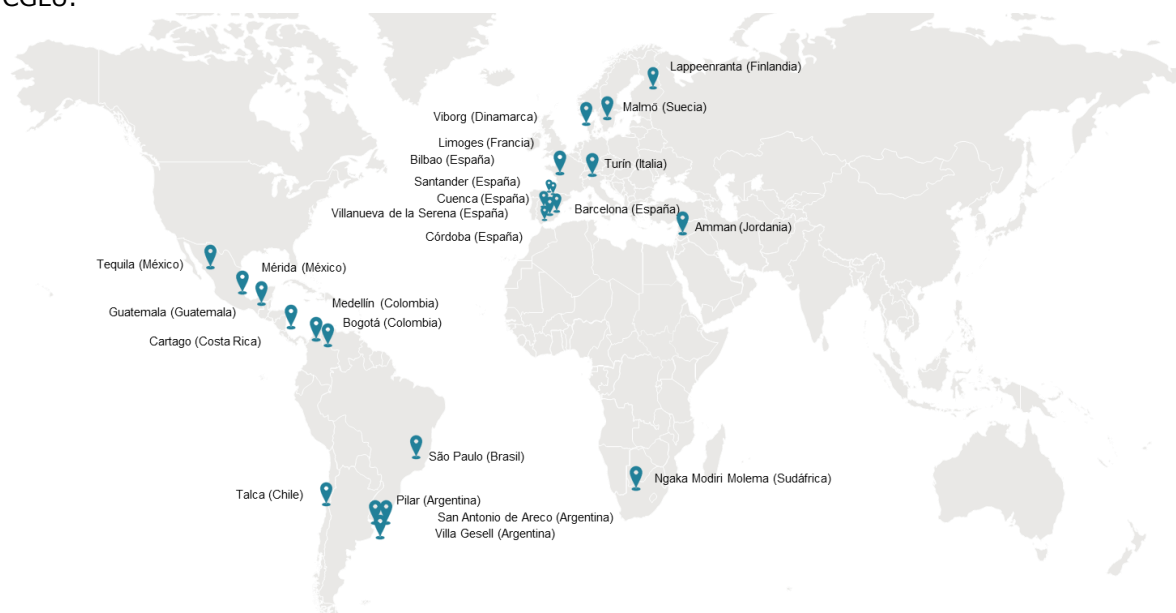 CGLU:
Lappeenranta (Finlandia)
Malmö (Suecia)
Viborg (Dinamarca)
Limoges (Francia)
Bilbao (España)
Turín (Italia)
Santander (España)
Cuenca (España)
Villanueva de la Serena (España)
Barcelona (España)
Amman (Jordania)
Córdoba (España)
Tequila (México)
Mérida (México)
Guatemala (Guatemala)
Medellín (Colombia)
Bogotá (Colombia)
Cartago (Costa Rica)
São Paulo (Brasil)
Ngaka Modiri Molema (Sudáfrica)
Talca (Chile)
Pilar (Argentina)
San Antonio de Areco (Argentina)
Villa Gesell (Argentina)